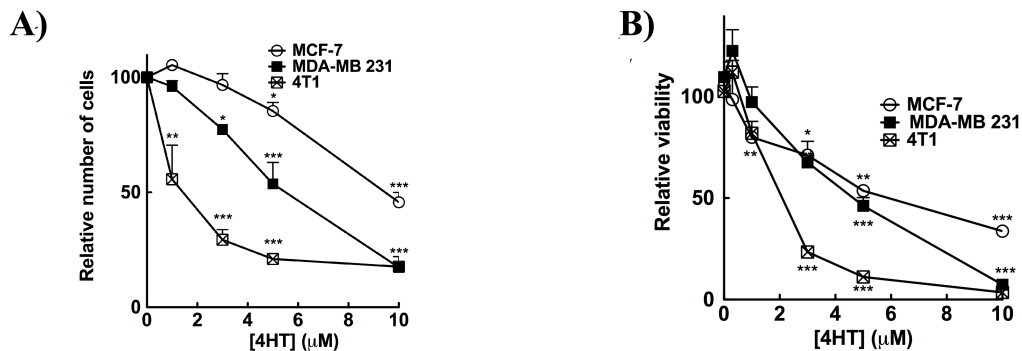 A)
MCF-7
MDA-MB 231
4T1
Relative number of cells
100
50
0
*
**
*
***
***
***
***
***
0 2 4 6 8 10
[4HT] (μM)
B)
MCF-7
MDA-MB 231
4T1
Relative viability
100
50
0
*
**
**
***
***
***
***
***
0 2 4 6 8 10
[4HT] (μM)